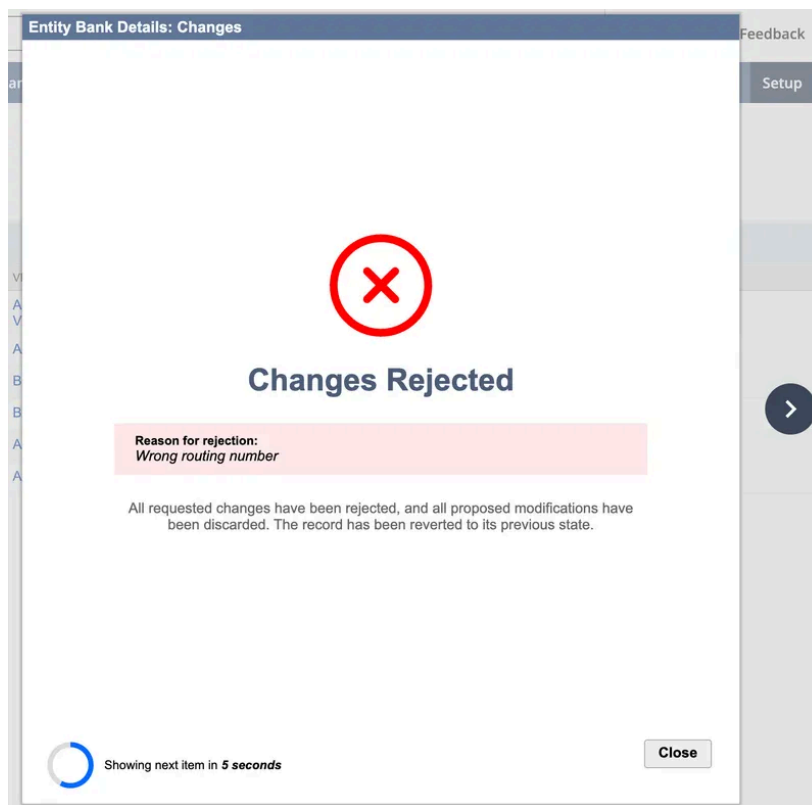 Entity Bank Details: Changes
Feedback
Setup
Changes Rejected
Reason for rejection:
Wrong routing number
All requested changes have been rejected, and all proposed modifications have
been discarded. The record has been reverted to its previous state.
Showing next item in 5 seconds
Close
A
V
A
B
B
A
A